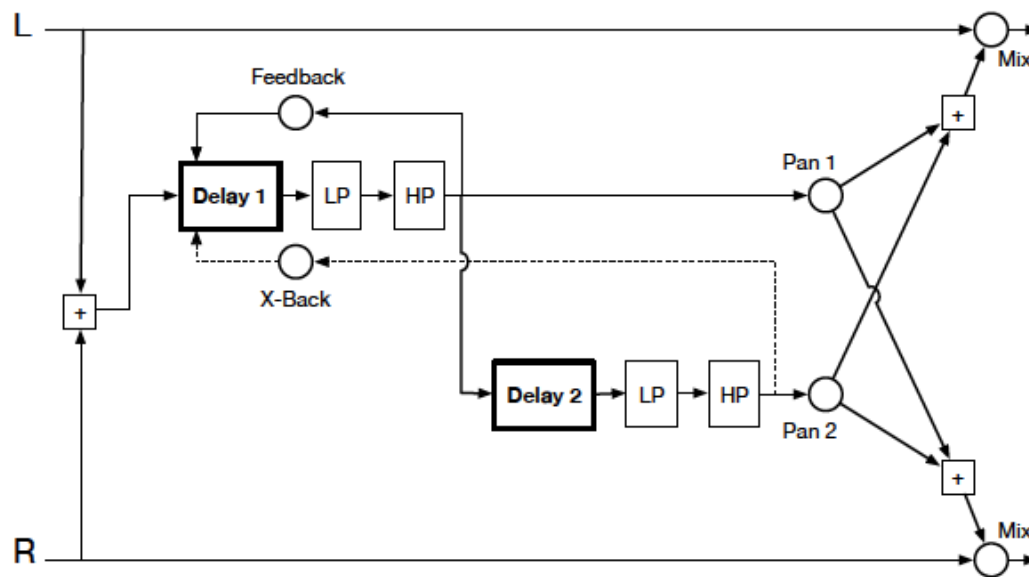 L
Mix
Feedback
+
Pan 1
Delay 1
LP
HP
X-Back
+
Delay 2
LP
HP
Pan 2
+
R
Mix